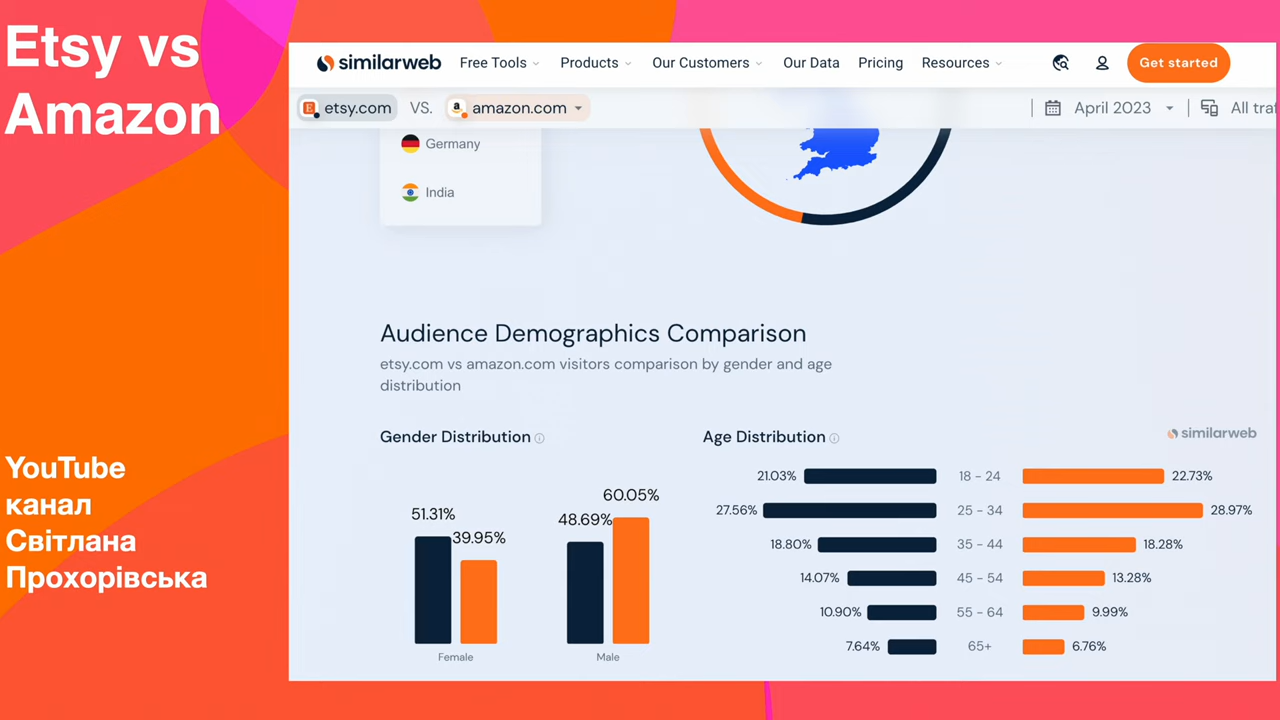 Etsy vs
Amazon
YouTube
канал
Світлана
Прохорівська
similarweb Free Tools Products Our Customers Our Data Pricing Resources Get started
etsy.com VS. amazon.com April 2023 All traf
Germany
India
Audience Demographics Comparison
etsy.com vs amazon.com visitors comparison by gender and age
distribution
Gender Distribution
51.31%
39.95%
48.69%
60.05%
Female
Male
Age Distribution
similarweb
21.03% 18 - 24 22.73%
27.56% 25 - 34 28.97%
18.80% 35 - 44 18.28%
14.07% 45 - 54 13.28%
10.90% 55 - 64 9.99%
7.64% 65+ 6.76%